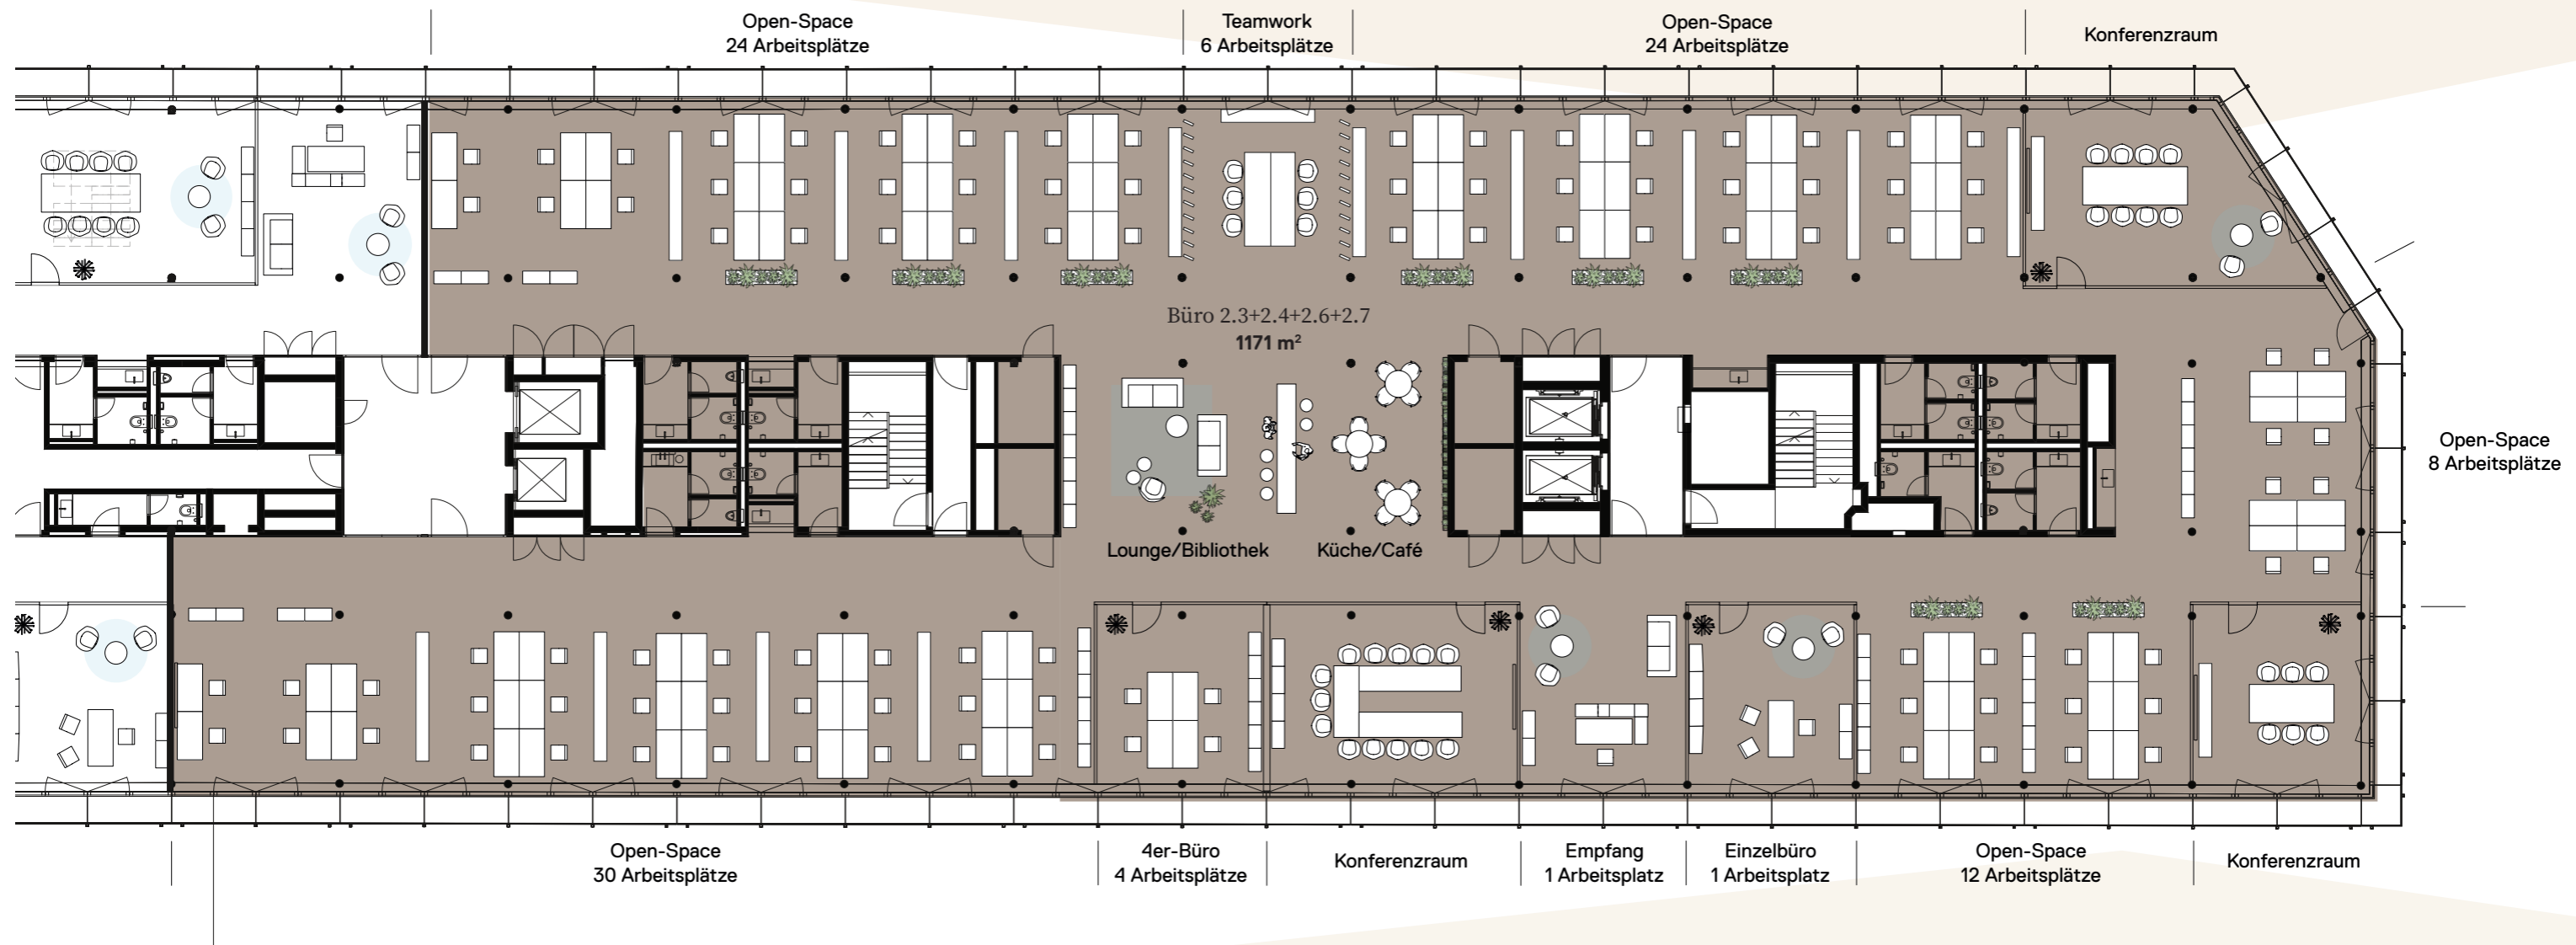 Open-Space
24 Arbeitsplätze
Teamwork
6 Arbeitsplätze
Open-Space
24 Arbeitsplätze
Konferenzraum
Büro 2.3+2.4+2.6+2.7
1171 m²
Lounge/Bibliothek
Küche/Café
Open-Space
8 Arbeitsplätze
Open-Space
30 Arbeitsplätze
4er-Büro
4 Arbeitsplätze
Konferenzraum
Empfang
1 Arbeitsplatz
Einzelbüro
1 Arbeitsplatz
Open-Space
12 Arbeitsplätze
Konferenzraum